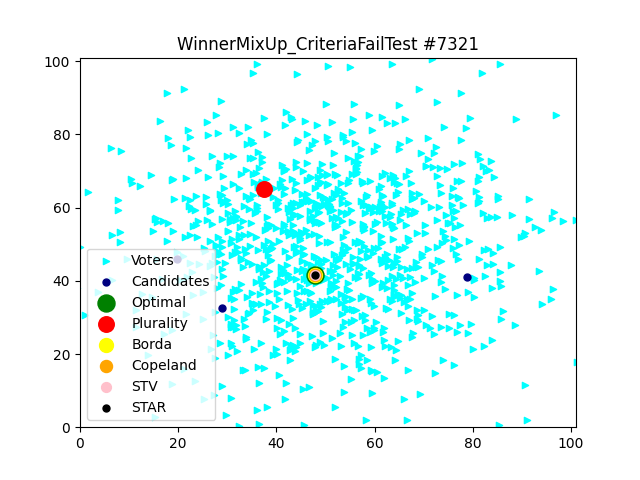 WinnerMixUp_CriteriaFailTest #7321
100
80
60
40
20
0
Voters
Candidates
Optimal
Plurality
Borda
Copeland
STV
STAR
0 20 40 60 80 100